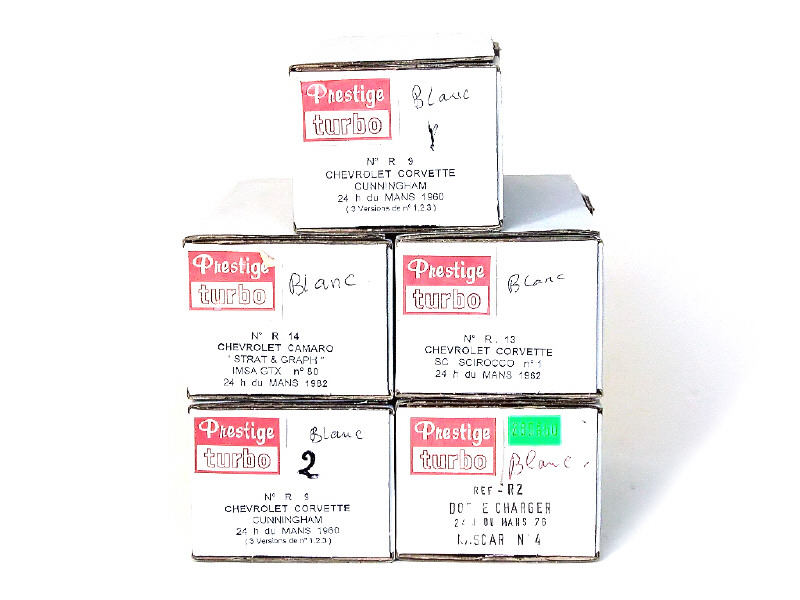 Prestige
turbo
Blanc
N° R 9
CHEVROLET CORVETTE
CUNNINGHAM
24 h du MANS 1960
( 3 Versions de n° 1,2,3 )
Prestige
turbo
Blanc
N° R 14
CHEVROLET CAMARO
" STRAT & GRAPH "
IMSA GTX n° 80
24 h du MANS 1982
Prestige
turbo
Blanc
N° R . 13
CHEVROLET CORVETTE
SC SCIROCCO n° 1
24 h du MANS 1962
Prestige
turbo
Blanc
2
N° R 9
CHEVROLET CORVETTE
CUNNINGHAM
24 h du MANS 1960
( 3 Versions de n° 1,2,3 )
Prestige
turbo
Blanc
REF - R2
CHARGER
DU MANS 76
N° 4